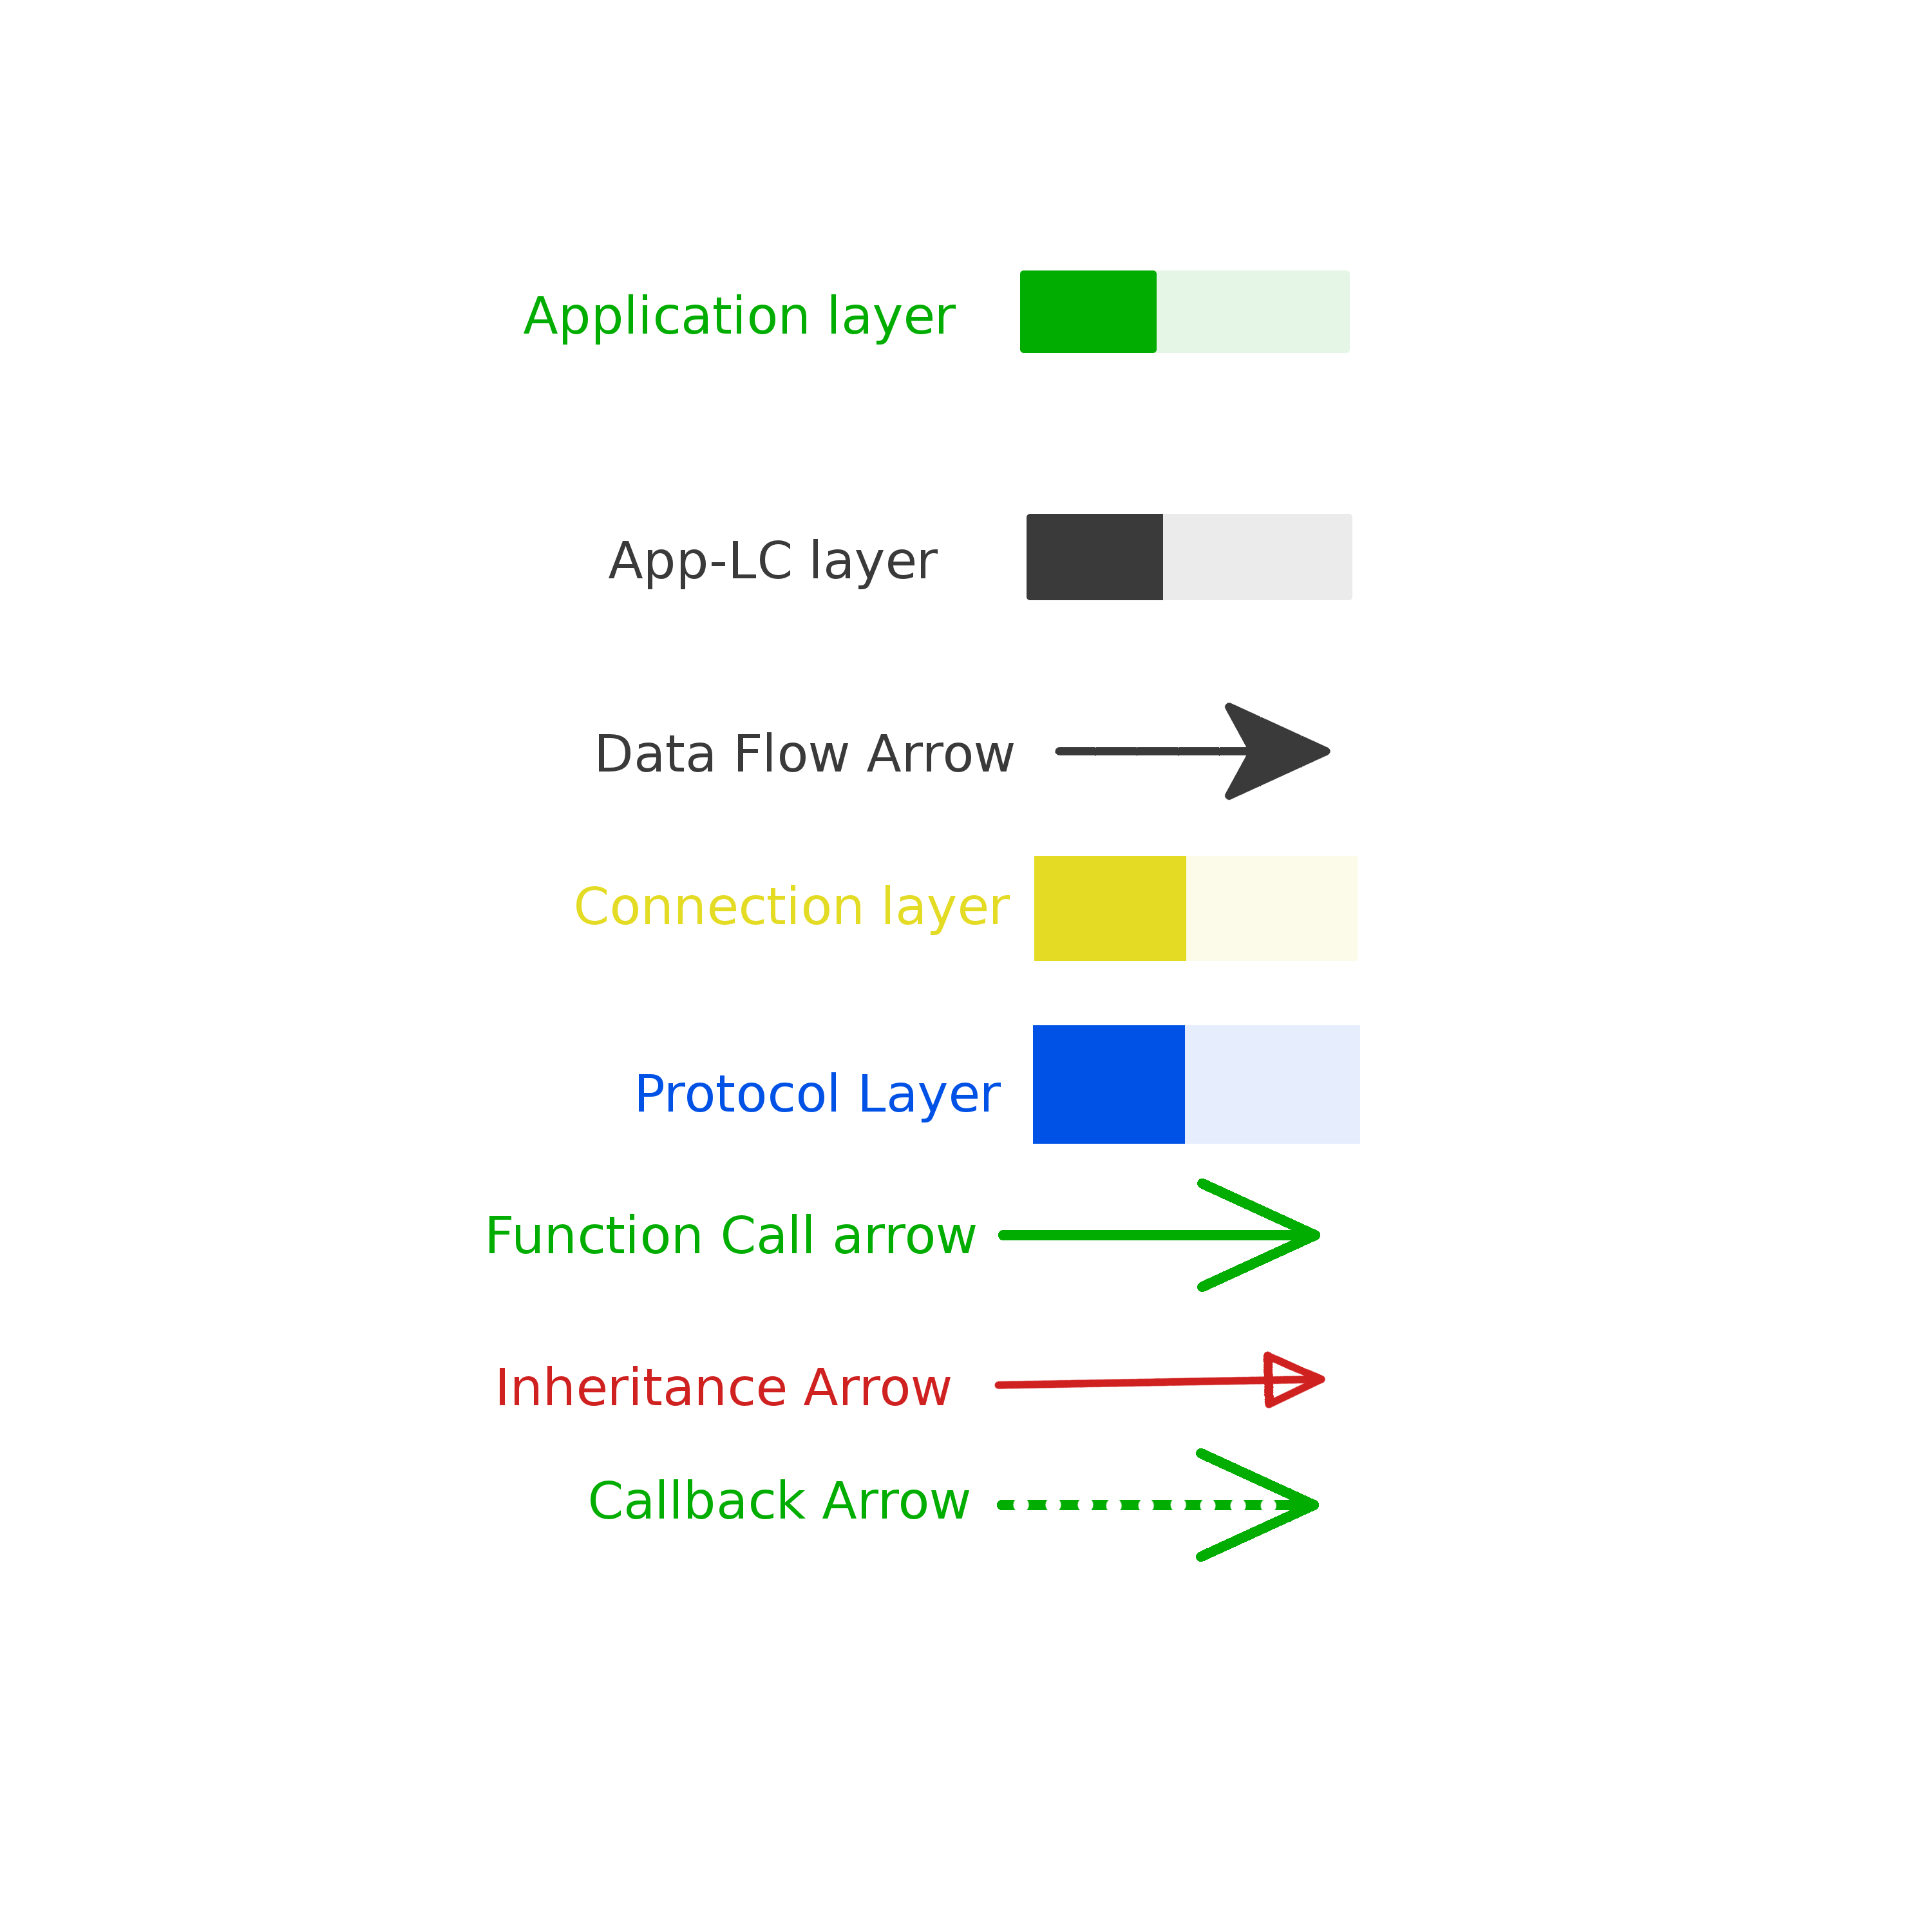 Application layer
App-LC layer
Data Flow Arrow
Connection layer
Protocol Layer
Function Call arrow
Inheritance Arrow
Callback Arrow